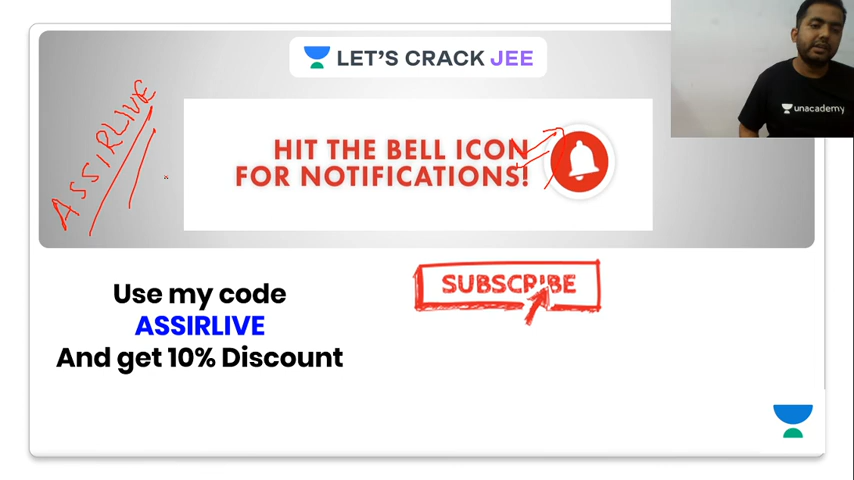 LET'S CRACK JEE
unacademy
ASSIRLIVE
HIT THE BELL ICON
FOR NOTIFICATIONS!
SUBSCRIBE
Use my code
ASSIRLIVE
And get 10% Discount